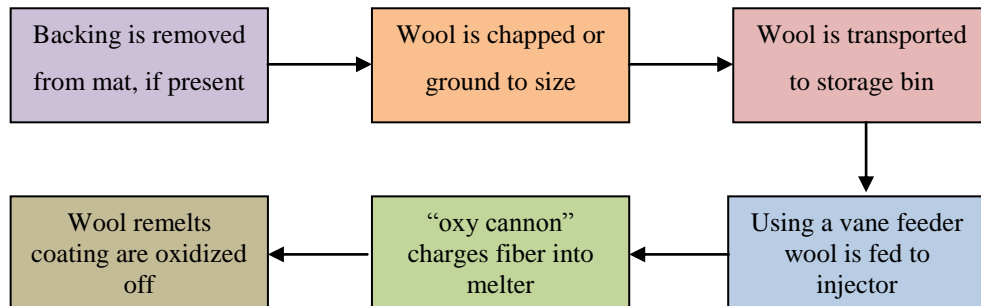 Backing is removed
from mat, if present
Wool is chapped or
ground to size
Wool is transported
to storage bin
Using a vane feeder
wool is fed to
injector
“oxy cannon”
charges fiber into
melter
Wool remelts
coating are oxidized
off